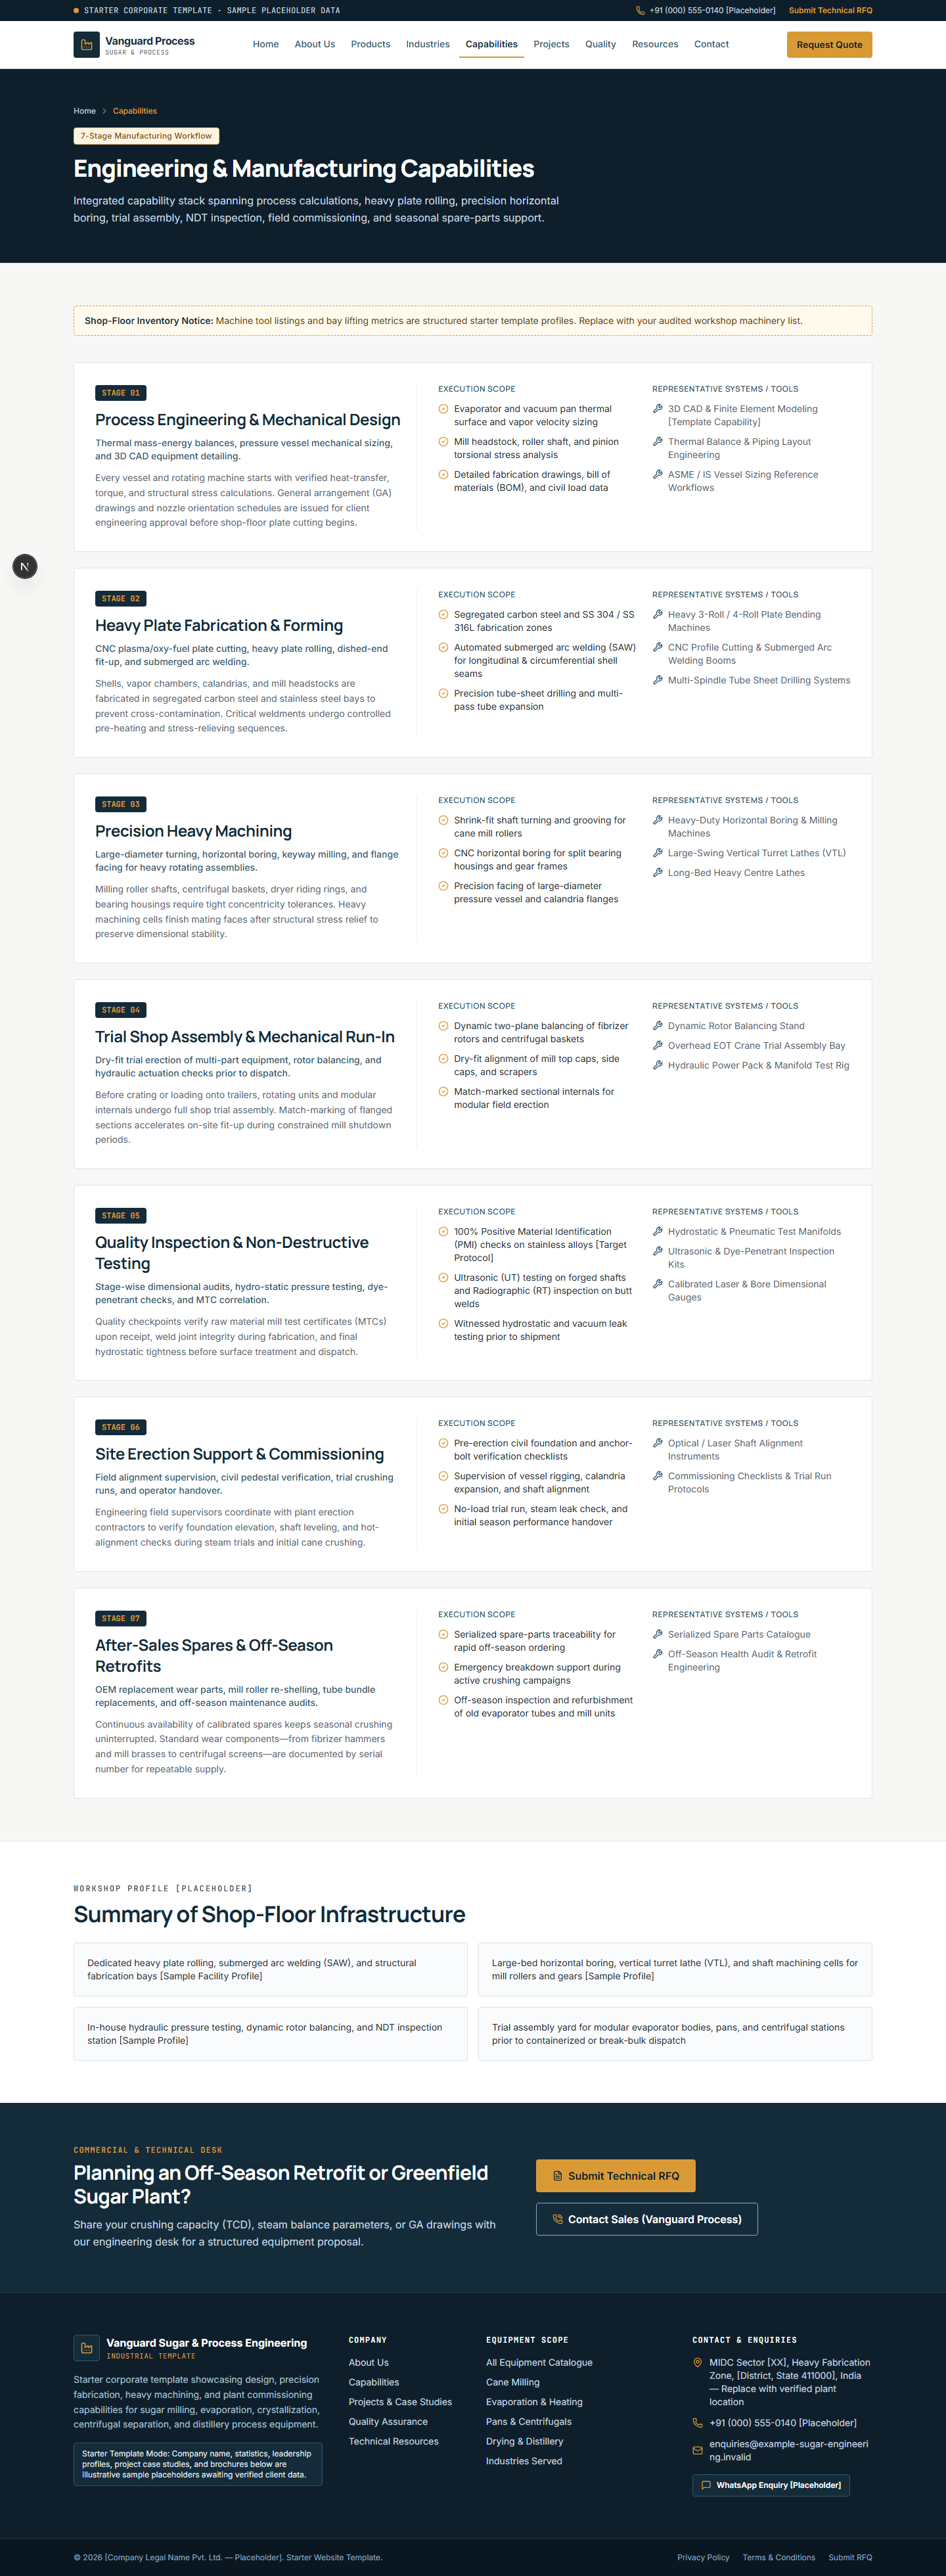 STARTER CORPORATE TEMPLATE · SAMPLE PLACEHOLDER DATA
+91 (000) 555-0140 [Placeholder]
Submit Technical RFQ
Vanguard Process
SUGAR & PROCESS
Home
About Us
Products
Industries
Capabilities
Projects
Quality
Resources
Contact
Request Quote
Home > Capabilities
7-Stage Manufacturing Workflow
Engineering & Manufacturing Capabilities
Integrated capability stack spanning process calculations, heavy plate rolling, precision horizontal
boring, trial assembly, NDT inspection, field commissioning, and seasonal spare-parts support.
Shop-Floor Inventory Notice: Machine tool listings and bay lifting metrics are structured starter template profiles. Replace with your audited workshop machinery list.
STAGE 01
Process Engineering & Mechanical Design
Thermal mass-energy balances, pressure vessel mechanical sizing,
and 3D CAD equipment detailing.
Every vessel and rotating machine starts with verified heat-transfer,
torque, and structural stress calculations. General arrangement (GA)
drawings and nozzle orientation schedules are issued for client
engineering approval before shop-floor plate cutting begins.
EXECUTION SCOPE
Evaporator and vacuum pan thermal
surface and vapor velocity sizing
Mill headstock, roller shaft, and pinion
torsional stress analysis
Detailed fabrication drawings, bill of
materials (BOM), and civil load data
REPRESENTATIVE SYSTEMS / TOOLS
3D CAD & Finite Element Modeling
[Template Capability]
Thermal Balance & Piping Layout
Engineering
ASME / IS Vessel Sizing Reference
Workflows
N
STAGE 02
Heavy Plate Fabrication & Forming
CNC plasma/oxy-fuel plate cutting, heavy plate rolling, dished-end
fit-up, and submerged arc welding.
Shells, vapor chambers, calandrias, and mill headstocks are
fabricated in segregated carbon steel and stainless steel bays to
prevent cross-contamination. Critical weldments undergo controlled
pre-heating and stress-relieving sequences.
EXECUTION SCOPE
Segregated carbon steel and SS 304 / SS
316L fabrication zones
Automated submerged arc welding (SAW)
for longitudinal & circumferential shell
seams
Precision tube-sheet drilling and multi-
pass tube expansion
REPRESENTATIVE SYSTEMS / TOOLS
Heavy 3-Roll / 4-Roll Plate Bending
Machines
CNC Profile Cutting & Submerged Arc
Welding Booms
Multi-Spindle Tube Sheet Drilling Systems
STAGE 03
Precision Heavy Machining
Large-diameter turning, horizontal boring, keyway milling, and flange
facing for heavy rotating assemblies.
Milling roller shafts, centrifugal baskets, dryer riding rings, and
bearing housings require tight concentricity tolerances. Heavy
machining cells finish mating faces after structural stress relief to
preserve dimensional stability.
EXECUTION SCOPE
Shrink-fit shaft turning and grooving for
cane mill rollers
CNC horizontal boring for split bearing
housings and gear frames
Precision facing of large-diameter
pressure vessel and calandria flanges
REPRESENTATIVE SYSTEMS / TOOLS
Heavy-Duty Horizontal Boring & Milling
Machines
Large-Swing Vertical Turret Lathes (VTL)
Long-Bed Heavy Centre Lathes
STAGE 04
Trial Shop Assembly & Mechanical Run-In
Dry-fit trial erection of multi-part equipment, rotor balancing, and
hydraulic actuation checks prior to dispatch.
Before crating or loading onto trailers, rotating units and modular
internals undergo full shop trial assembly. Match-marking of flanged
sections accelerates on-site fit-up during constrained mill shutdown
periods.
EXECUTION SCOPE
Dynamic two-plane balancing of fibrizer
rotors and centrifugal baskets
Dry-fit alignment of mill top caps, side
caps, and scrapers
Match-marked sectional internals for
modular field erection
REPRESENTATIVE SYSTEMS / TOOLS
Dynamic Rotor Balancing Stand
Overhead EOT Crane Trial Assembly Bay
Hydraulic Power Pack & Manifold Test Rig
STAGE 05
Quality Inspection & Non-Destructive
Testing
Stage-wise dimensional audits, hydro-static pressure testing, dye-
penetrant checks, and MTC correlation.
Quality checkpoints verify raw material mill test certificates (MTCs)
upon receipt, weld joint integrity during fabrication, and final
hydrostatic tightness before surface treatment and dispatch.
EXECUTION SCOPE
100% Positive Material Identification
(PMI) checks on stainless alloys [Target
Protocol]
Ultrasonic (UT) testing on forged shafts
and Radiographic (RT) inspection on butt
welds
Witnessed hydrostatic and vacuum leak
testing prior to shipment
REPRESENTATIVE SYSTEMS / TOOLS
Hydrostatic & Pneumatic Test Manifolds
Ultrasonic & Dye-Penetrant Inspection
Kits
Calibrated Laser & Bore Dimensional
Gauges
STAGE 06
Site Erection Support & Commissioning
Field alignment supervision, civil pedestal verification, trial crushing
runs, and operator handover.
Engineering field supervisors coordinate with plant erection
contractors to verify foundation elevation, shaft leveling, and hot-
alignment checks during steam trials and initial cane crushing.
EXECUTION SCOPE
Pre-erection civil foundation and anchor-
bolt verification checklists
Supervision of vessel rigging, calandria
expansion, and shaft alignment
No-load trial run, steam leak check, and
initial season performance handover
REPRESENTATIVE SYSTEMS / TOOLS
Optical / Laser Shaft Alignment
Instruments
Commissioning Checklists & Trial Run
Protocols
STAGE 07
After-Sales Spares & Off-Season
Retrofits
OEM replacement wear parts, mill roller re-shelling, tube bundle
replacements, and off-season maintenance audits.
Continuous availability of calibrated spares keeps seasonal crushing
uninterrupted. Standard wear components—from fibrizer hammers
and mill brasses to centrifugal screens—are documented by serial
number for repeatable supply.
EXECUTION SCOPE
Serialized spare-parts traceability for
rapid off-season ordering
Emergency breakdown support during
active crushing campaigns
Off-season inspection and refurbishment
of old evaporator tubes and mill units
REPRESENTATIVE SYSTEMS / TOOLS
Serialized Spare Parts Catalogue
Off-Season Health Audit & Retrofit
Engineering
WORKSHOP PROFILE [PLACEHOLDER]
Summary of Shop-Floor Infrastructure
Dedicated heavy plate rolling, submerged arc welding (SAW), and structural
fabrication bays [Sample Facility Profile]
Large-bed horizontal boring, vertical turret lathe (VTL), and shaft machining cells for
mill rollers and gears [Sample Profile]
In-house hydraulic pressure testing, dynamic rotor balancing, and NDT inspection
station [Sample Profile]
Trial assembly yard for modular evaporator bodies, pans, and centrifugal stations
prior to containerized or break-bulk dispatch
COMMERCIAL & TECHNICAL DESK
Planning an Off-Season Retrofit or Greenfield
Sugar Plant?
Share your crushing capacity (TCD), steam balance parameters, or GA drawings with
our engineering desk for a structured equipment proposal.
Submit Technical RFQ
Contact Sales (Vanguard Process)
Vanguard Sugar & Process Engineering
INDUSTRIAL TEMPLATE
Starter corporate template showcasing design, precision
fabrication, heavy machining, and plant commissioning
capabilities for sugar milling, evaporation, crystallization,
centrifugal separation, and distillery process equipment.
Starter Template Mode: Company name, statistics, leadership
profiles, project case studies, and brochures below are
illustrative sample placeholders awaiting verified client data.
COMPANY
About Us
Capabilities
Projects & Case Studies
Quality Assurance
Technical Resources
EQUIPMENT SCOPE
All Equipment Catalogue
Cane Milling
Evaporation & Heating
Pans & Centrifugals
Drying & Distillery
Industries Served
CONTACT & ENQUIRIES
MIDC Sector [XX], Heavy Fabrication
Zone, [District, State 411000], India
— Replace with verified plant
location
+91 (000) 555-0140 [Placeholder]
enquiries@example-sugar-engineeri
ng.invalid
WhatsApp Enquiry [Placeholder]
© 2026 [Company Legal Name Pvt. Ltd. — Placeholder]. Starter Website Template.
Privacy Policy
Terms & Conditions
Submit RFQ